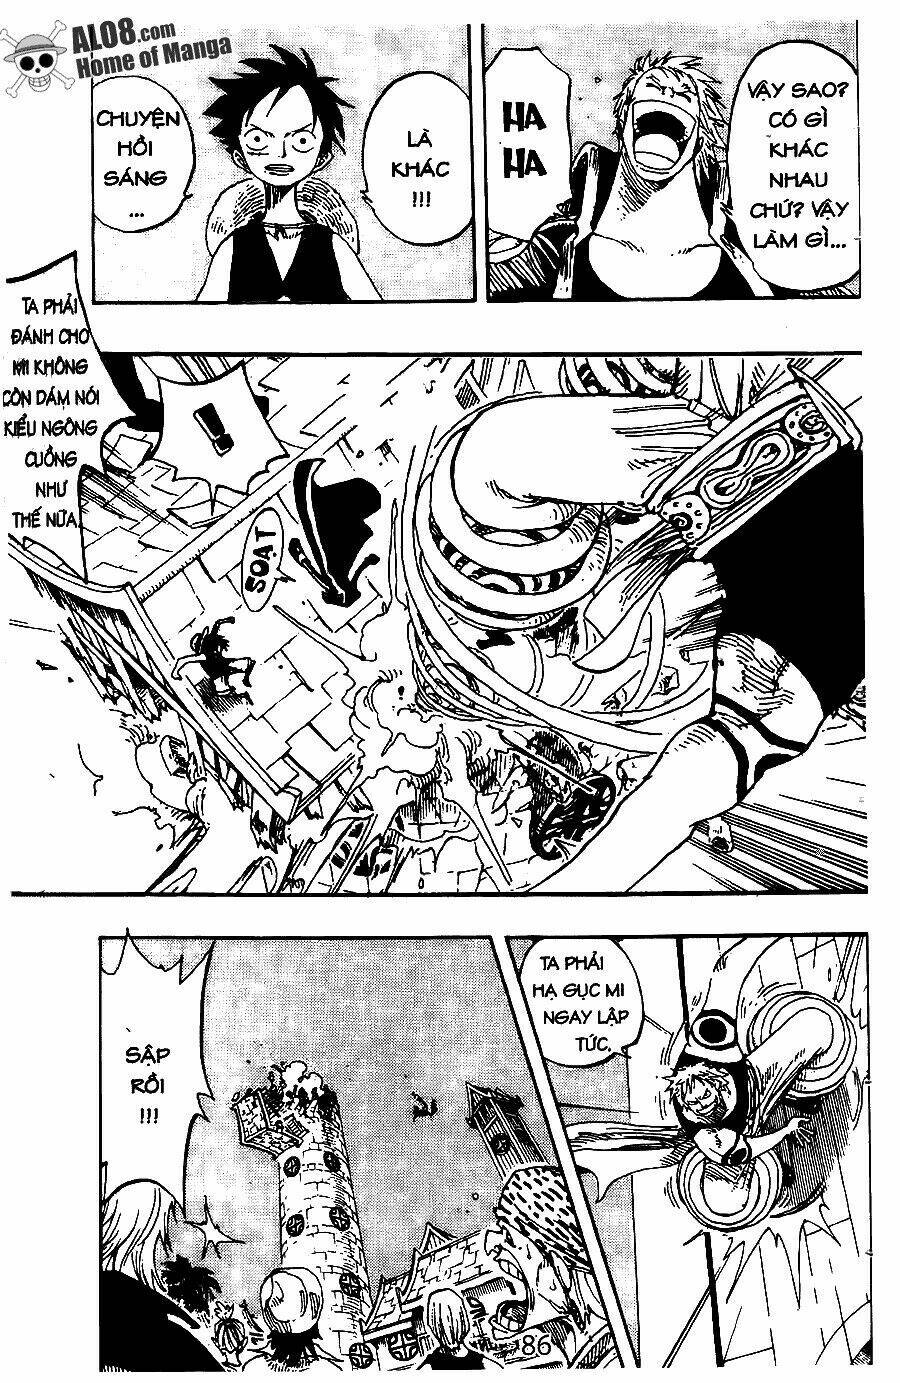 AL08.com
Home of Manga
VẬY SAO?
CÓ GÌ
KHÁC
NHAU
CHỨ? VẬY
LÀM GÌ...
HA
HA
LÀ
KHÁC
!!!
CHUYỆN
HỒI
SÁNG
...
TA PHẢI
ĐÁNH CHO
MI KHÔNG
CÒN DÁM NÓI
KIỂU NGÔNG
CUỒNG
NHƯ
THẾ NỮA.
!
SOẠT
TA PHẢI
HẠ GỤC MI
NGAY LẬP
TỨC.
SẬP
RỒI
!!!
86